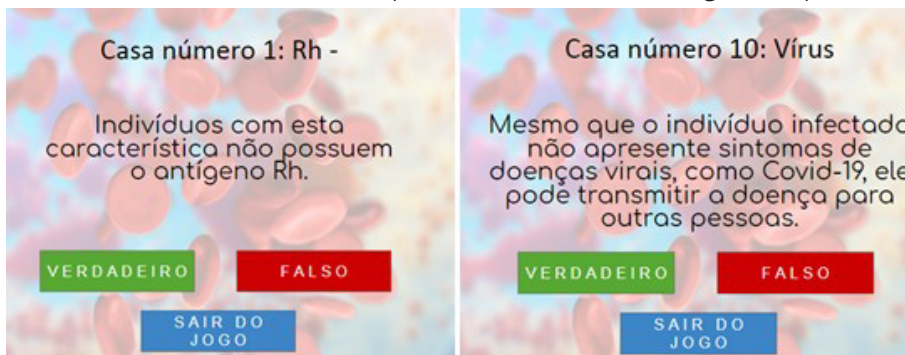 Casa número 1: Rh -
Indivíduos com esta
característica não possuem
o antígeno Rh.
VERDADEIRO
FALSO
SAIR DO
JOGO
Casa número 10: Vírus
Mesmo que o indivíduo infectado
não apresente sintomas de
doenças virais, como Covid-19, ele
pode transmitir a doença para
outras pessoas.
VERDADEIRO
FALSO
SAIR DO
JOGO